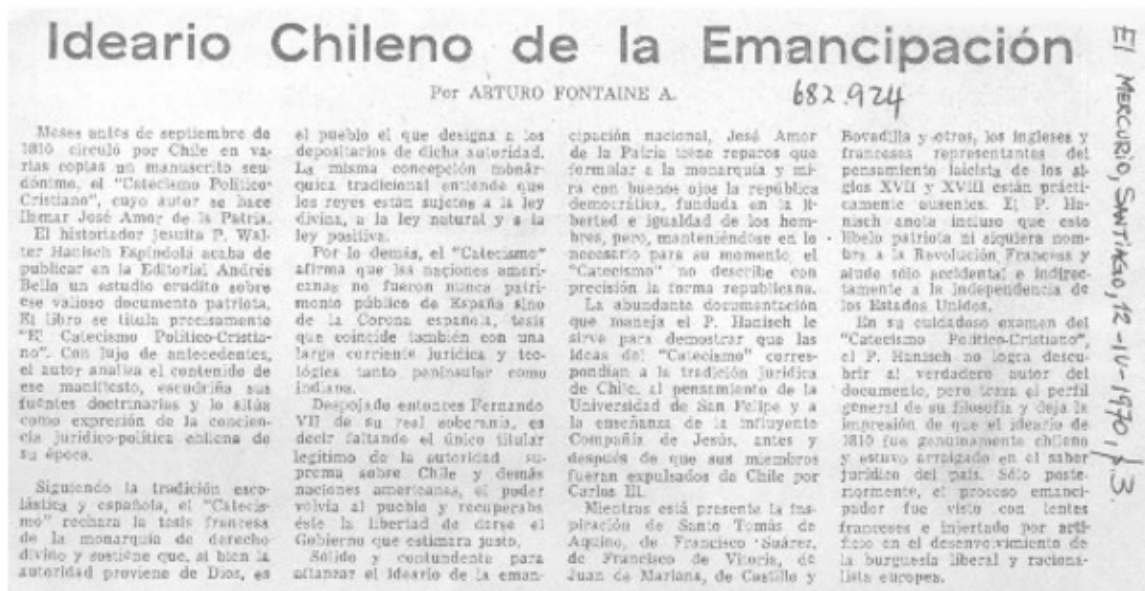 Ideario Chileno de la Emancipación
Por ARTURO FONTAINE A.
682.924
El MERCURIO, SANTIAGO, 12-IV-1970, p. 3.
Meses antes de septiembre de
1810 circuló por Chile en va-
rias copias un manuscrito seu-
dónimo, el "Catecismo Político-
Cristiano", cuyo autor se hace
llamar José Amor de la Patria.
El historiador jesuita P. Wal-
ter Hanisch Espíndola acaba de
publicar en la Editorial Andrés
Bello un estudio erudito sobre
ese valioso documento patriota.
El libro se titula precisamente
"El Catecismo Político-Cristia-
no". Con lujo de antecedentes,
el autor analiza el contenido de
ese manifiesto, escudriña sus
fuentes doctrinarias y lo sitúa
como expresión de la concien-
cia jurídico-política chilena de
su época.
Siguiendo la tradición esco-
lástica y española, el "Catecis-
mo" rechaza la tesis francesa
de la monarquía de derecho
divino y sostiene que, si bien la
autoridad proviene de Dios, es
el pueblo el que designa a los
depositarios de dicha autoridad.
La misma concepción monár-
quica tradicional entiende que
los reyes están sujetos a la ley
divina, a la ley natural y a la
ley positiva.
Por lo demás, el "Catecismo"
afirma que las naciones ameri-
canas no fueron nunca patri-
monio público de España sino
de la Corona española, tesis
que coincide también con una
larga corriente jurídica y teo-
lógica tanto peninsular como
indiana.
Despojado entonces Fernando
VII de su real soberanía, es
decir faltando el único titular
legítimo de la autoridad su-
prema sobre Chile y demás
naciones americanas, el poder
volvía al pueblo y recuperaba
éste la libertad de darse el
Gobierno que estimara justo.
Sólido y contundente para
afianzar el ideario de la eman-
cipación nacional, José Amor
de la Patria tiene reparos que
formular a la monarquía y mi-
ra con buenos ojos la república
democrática, fundada en la li-
bertad e igualdad de los hom-
bres, pero, manteniéndose en lo
necesario para su momento, el
"Catecismo" no describe con
precisión la forma republicana.
La abundante documentación
que maneja el P. Hanisch le
sirve para demostrar que las
ideas del "Catecismo" corres-
pondían a la tradición jurídica
de Chile, al pensamiento de la
Universidad de San Felipe y a
la enseñanza de la influyente
Compañía de Jesús, antes y
después de que sus miembros
fueran expulsados de Chile por
Carlos III.
Mientras está presente la ins-
piración de Santo Tomás de
Aquino, de Francisco Suárez,
de Francisco de Vitoria, de
Juan de Mariana, de Castillo y
Bovadilla y otros, los ingleses y
franceses representantes del
pensamiento laicista de los si-
glos XVII y XVIII están prácti-
camente ausentes. El P. Ha-
nisch anota incluso que este
libelo patriota ni siquiera nom-
bra a la Revolución Francesa y
alude sólo accidental e indirec-
tamente a la independencia de
los Estados Unidos.
En su cuidadoso examen del
"Catecismo Político-Cristiano",
el P. Hanisch no logra descu-
brir al verdadero autor del
documento, pero traza el perfil
general de su filosofía y deja la
impresión de que el ideario de
1810 fue genuinamente chileno
y estuvo arraigado en el saber
jurídico del país. Sólo poste-
riormente, el proceso emanci-
pador fue visto con lentes
franceses e injertado por arti-
ficio en el desenvolvimiento de
la burguesía liberal y raciona-
lista europea.